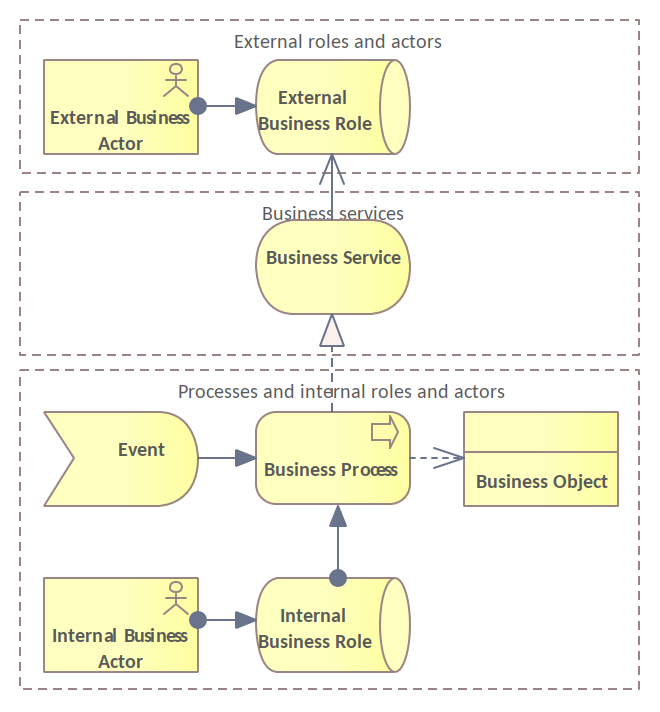 External roles and actors
External Business
Actor
External
Business Role
Business services
Business Service
Processes and internal roles and actors
Event
Business Process
Business Object
Internal Business
Actor
Internal
Business Role